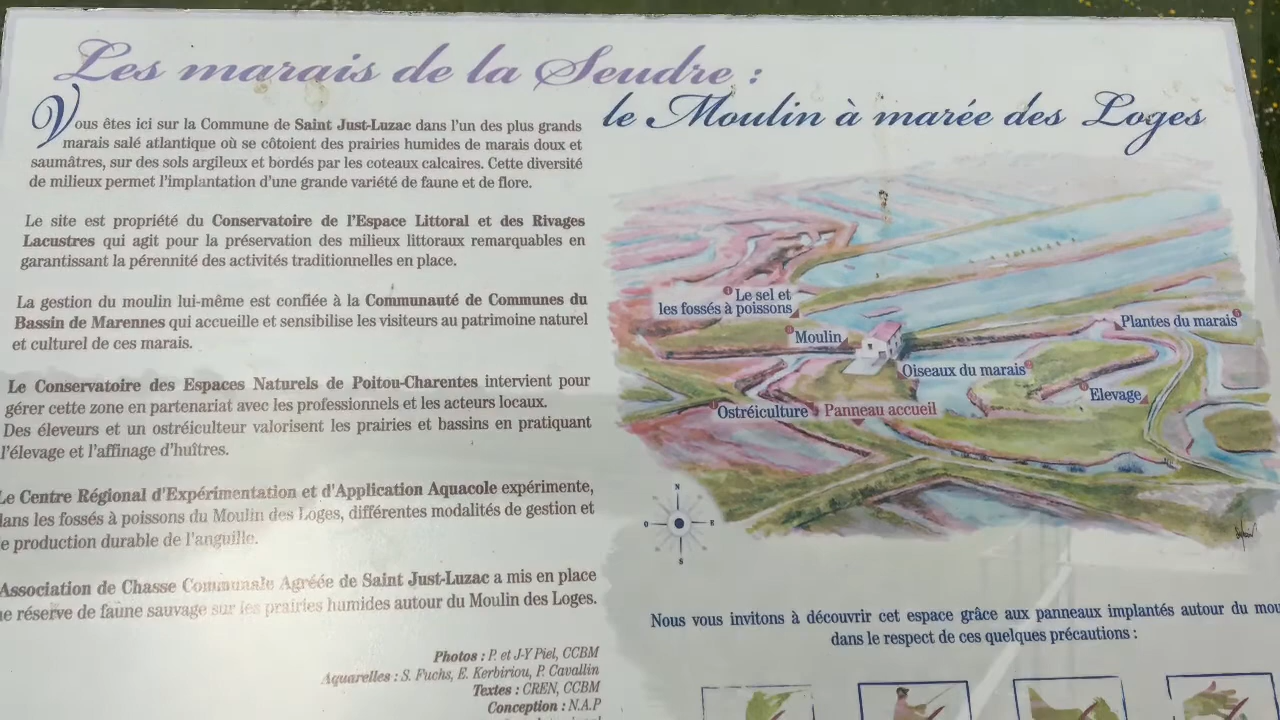 Les marais de la Seudre :
le Moulin à marée des Loges
Vous êtes ici sur la Commune de Saint Just-Luzac dans l'un des plus grands
marais salé atlantique où se côtoient des prairies humides de marais doux et
saumâtres, sur des sols argileux et bordés par les coteaux calcaires. Cette diversité
de milieux permet l'implantation d'une grande variété de faune et de flore.
Le site est propriété du Conservatoire de l'Espace Littoral et des Rivages
Lacustres qui agit pour la préservation des milieux littoraux remarquables en
garantissant la pérennité des activités traditionnelles en place.
La gestion du moulin lui-même est confiée à la Communauté de Communes du
Bassin de Marennes qui accueille et sensibilise les visiteurs au patrimoine naturel
et culturel de ces marais.
Le Conservatoire des Espaces Naturels de Poitou-Charentes intervient pour
gérer cette zone en partenariat avec les professionnels et les acteurs locaux.
Des éleveurs et un ostréiculteur valorisent les prairies et bassins en pratiquant
l'élevage et l'affinage d'huîtres.
Le Centre Régional d'Expérimentation et d'Application Aquacole expérimente,
dans les fossés à poissons du Moulin des Loges, différentes modalités de gestion et
e production durable de l'anguille.
Association de Chasse Communale Agréée de Saint Just-Luzac a mis en place
ne réserve de faune sauvage sur les prairies humides autour du Moulin des Loges.
Photos : P. et J-Y Piel, CCBM
Aquarelles : S. Fuchs, E. Kerbiriou, P. Cavallin
Textes : CREN, CCBM
Conception : N.A.P
Le sel et
les fossés à poissons
Moulin
Plantes du marais
Oiseaux du marais
Elevage
Ostréiculture
Panneau accueil
N
O
E
S
Nous vous invitons à découvrir cet espace grâce aux panneaux implantés autour du mou
dans le respect de ces quelques précautions :